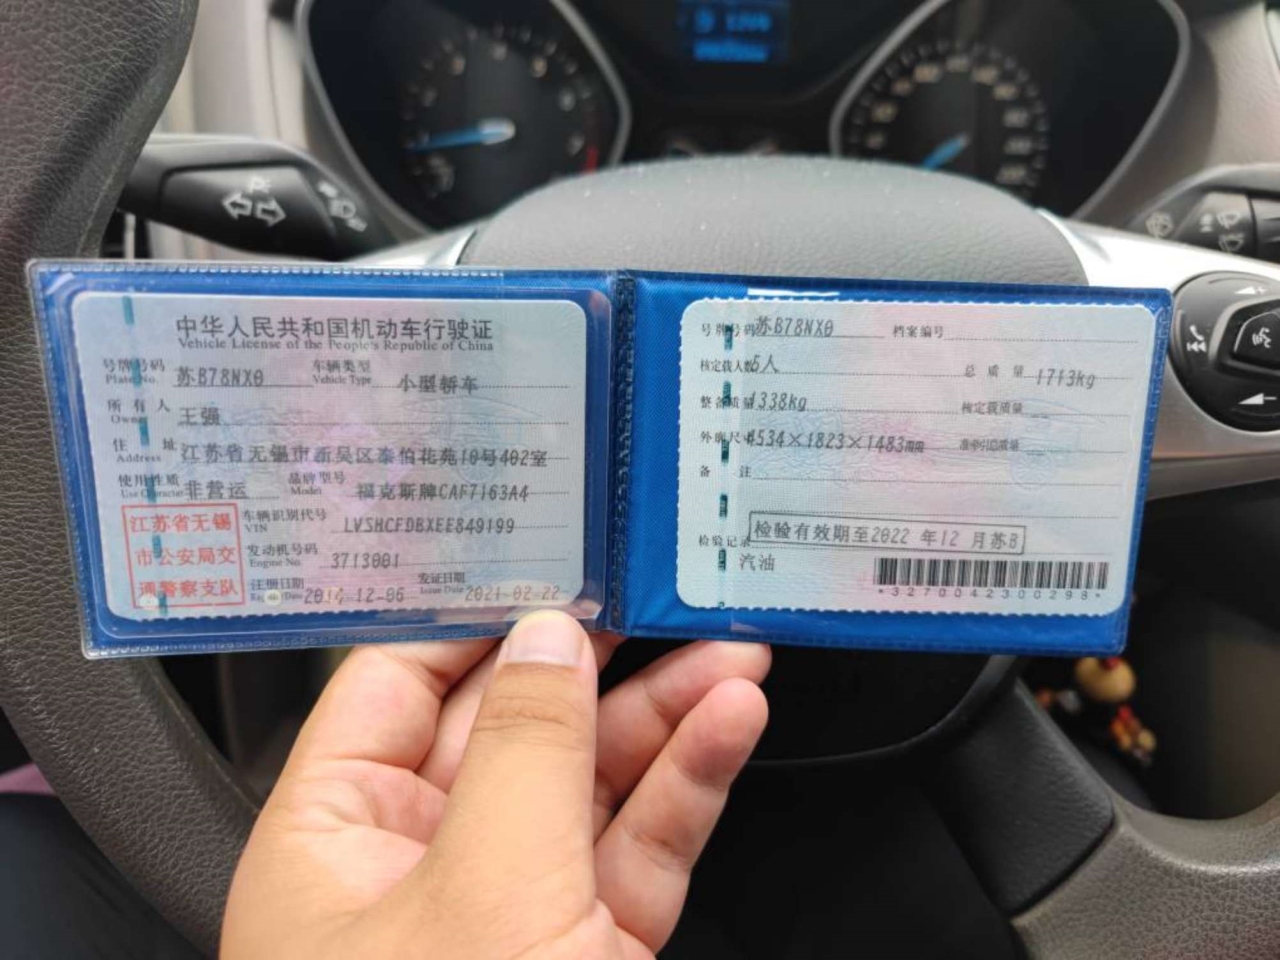 中华人民共和国机动车行驶证
Vehicle License of the People's Republic of China
号牌号码 苏B78NX0 车辆类型 小型轿车
Plate No. Vehicle Type
所有人 王强
Owner
住址 江苏省无锡市新吴区泰伯花苑10号402室
Address
使用性质 非营运 品牌型号 福克斯牌CAF7163A4
Use Character Model
江苏省无锡
市公安局交
通警察支队
车辆识别代号 LVSHCFDBXEE849199
VIN
发动机号码 3713001
Engine No.
注册日期 2014-12-06 发证日期 2021-02-22
Issue Date
号牌号码 苏B78NX0 档案编号
核定载人数 5人 总质量 1713kg
整备质量 1338kg 核定载质量
外廓尺寸 4534×1823×1483mm 准牵引总质量
备注
检验有效期至2022年12月苏B
检验记录
汽油
*3270042300298*